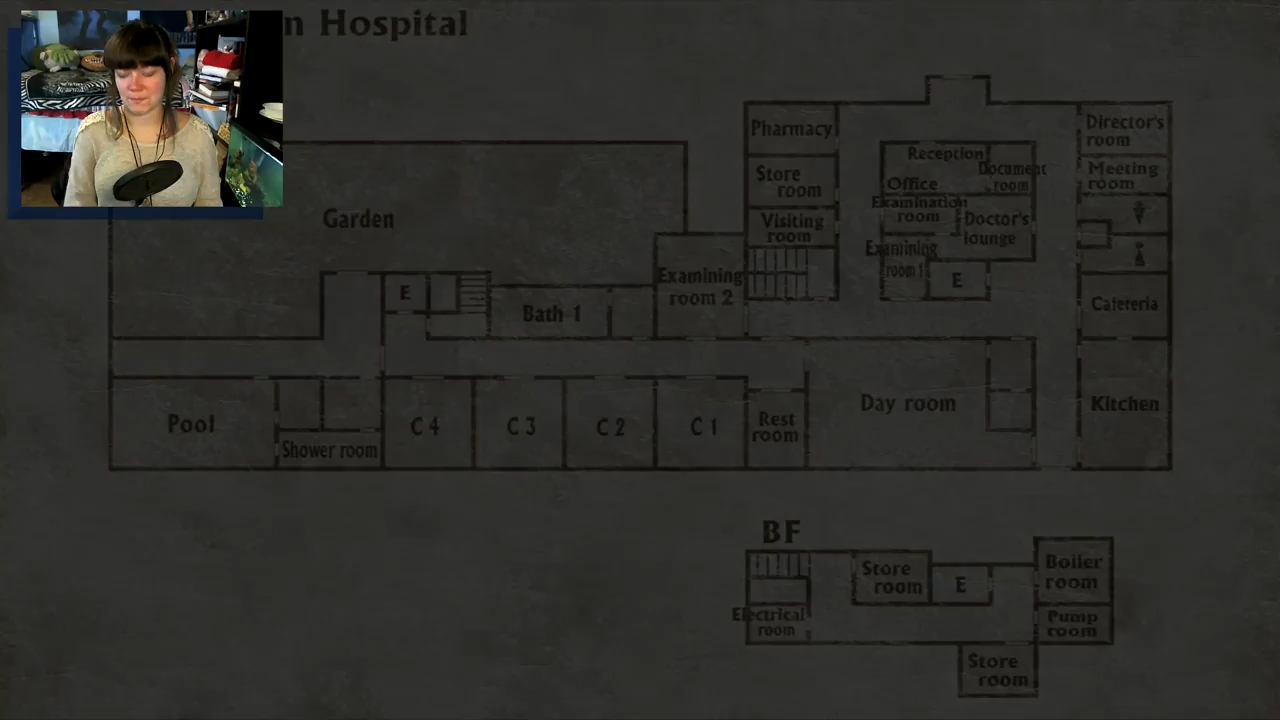 n Hospital
Pharmacy
Director's
room
Reception
Document
room
Meeting
room
Store
room
Office
Examination
room
Doctor's
lounge
Garden
Visiting
room
Examining
room 1
Examining
room 2
E
E
Cafeteria
Bath 1
Pool
Shower room
C 4
C 3
C 2
C 1
Rest
room
Day room
Kitchen
BF
Store
room
E
Boiler
room
Electrical
room
Pump
room
Store
room